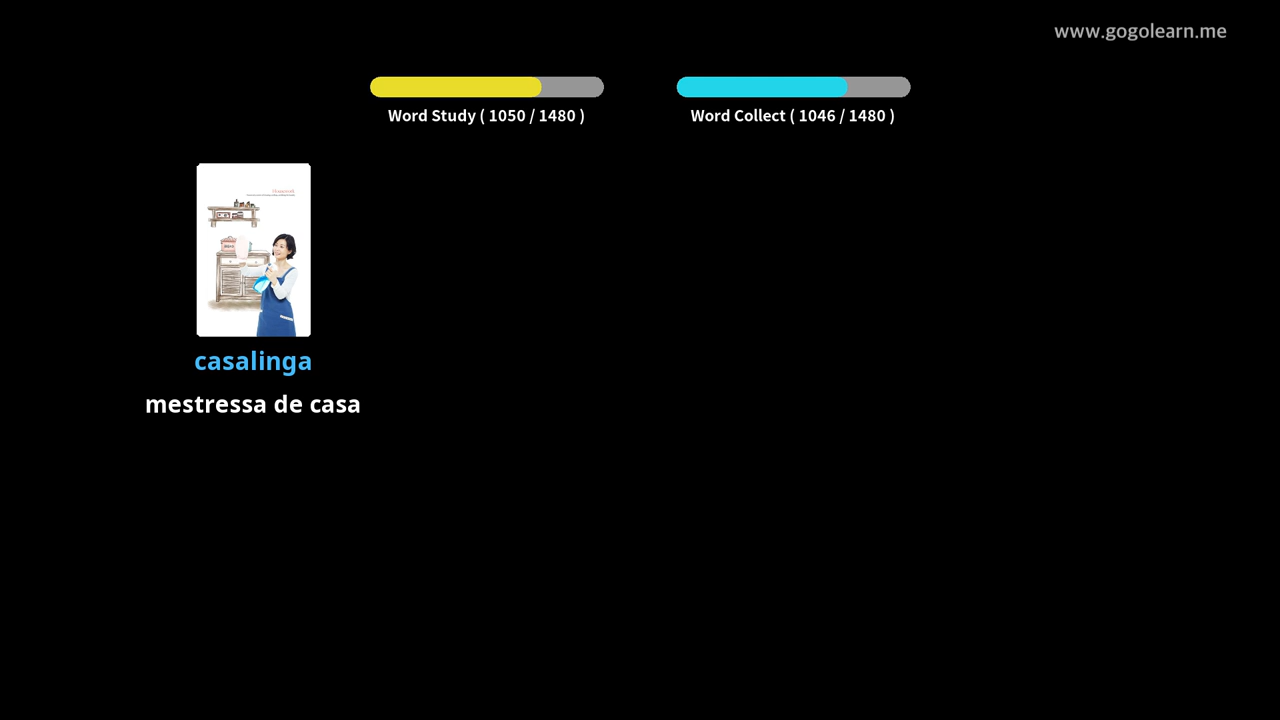 www.gogolearn.me
Word Study ( 1050 / 1480 )
Word Collect ( 1046 / 1480 )
casalinga
mestressa de casa